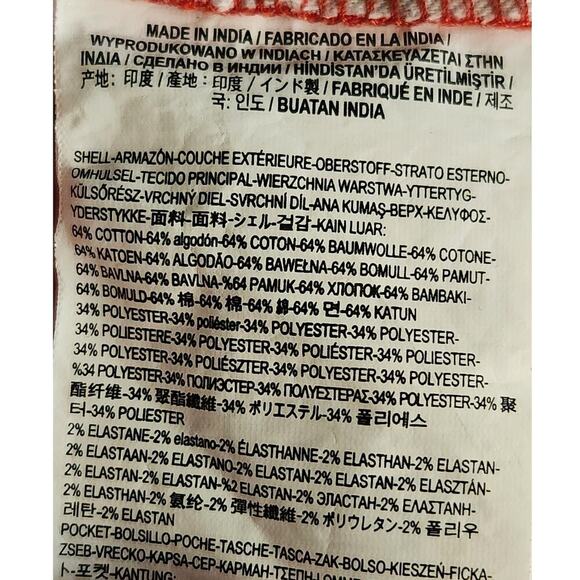 MADE IN INDIA / FABRICADO EN LA INDIA /
WYPRODUKOWANO W INDIACH / ΚΑΤΑΣΚΕΥΑΖΕΤΑΙ ΣΤΗΝ
ΙΝΔΙΑ / СДЕЛАНО В ИНДИИ / HİNDİSTAN'DA ÜRETİLMİŞTİR /
产地: 印度 / 產地: 印度 / インド製 / FABRIQUÉ EN INDE / 제조
국: 인도 / BUATAN INDIA
SHELL-ARMAZÓN-COUCHE EXTÉRIEURE-OBERSTOFF-STRATO ESTERNO-
OMHULSEL-TECIDO PRINCIPAL-WIERZCHNIA WARSTWA-YTTERTYG-
KÜLSŐRÉSZ-VRCHNÝ DIEL-SVRCHNÍ DÍL-ANA KUMAŞ-ВЕРХ-ΚΕΛΥΦΟΣ-
YDERSTYKKE-面料-面料-シェル-겉감-KAIN LUAR:
64% COTTON-64% algodón-64% COTON-64% BAUMWOLLE-64% COTONE-
64% KATOEN-64% ALGODÃO-64% BAWEŁNA-64% BOMULL-64% PAMUT-
64% BAVLNA-64% BAVLNA-%64 PAMUK-64% ХЛОПОК-64% ΒΑΜΒΑΚΙ-
64% BOMULD-64% 棉-64% 棉-64% 綿-64% 면-64% KATUN
34% POLYESTER-34% poliéster-34% POLYESTER-34% POLYESTER-
34% POLIESTERE-34% POLYESTER-34% POLIÉSTER-34% POLIESTER-
34% POLYESTER-34% POLIÉSZTER-34% POLYESTER-34% POLYESTER-
%34 POLYESTER-34% ПОЛИЭСТЕР-34% ΠΟΛΥΕΣΤΕΡΑΣ-34% POLYESTER-34% 聚
酯纤维-34% 聚酯纖維-34% ポリエステル-34% 폴리에스
터-34% POLIESTER
2% ELASTANE-2% elastano-2% ÉLASTHANNE-2% ELASTHAN-2% ELASTAN-
2% ELASTAAN-2% ELASTANO-2% ELASTAN-2% ELASTAN-2% ELASZTÁN-
2% ELASTAN-2% ELASTAN-%2 ELASTAN-2% ЭЛАСТАН-2% ΕΛΑΣΤΑΝΗ-
2% ELASTHAN-2% 氨纶-2% 彈性纖維-2% ポリウレタン-2% 폴리우
레탄-2% ELASTAN
POCKET-BOLSILLO-POCHE-TASCHE-TASCA-ZAK-BOLSO-KIESZEŃ-FICKA-
ZSEB-VRECKO-KAPSA-CEP-КАРМАН-ΤΣΕΠΗ-LOMME-
ト-포켓-KANTUNG: